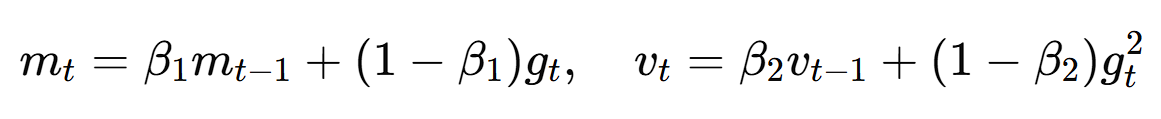 m_t = β_1 m_{t−1} + (1 − β_1)g_t, v_t = β_2 v_{t−1} + (1 − β_2)g_t^2